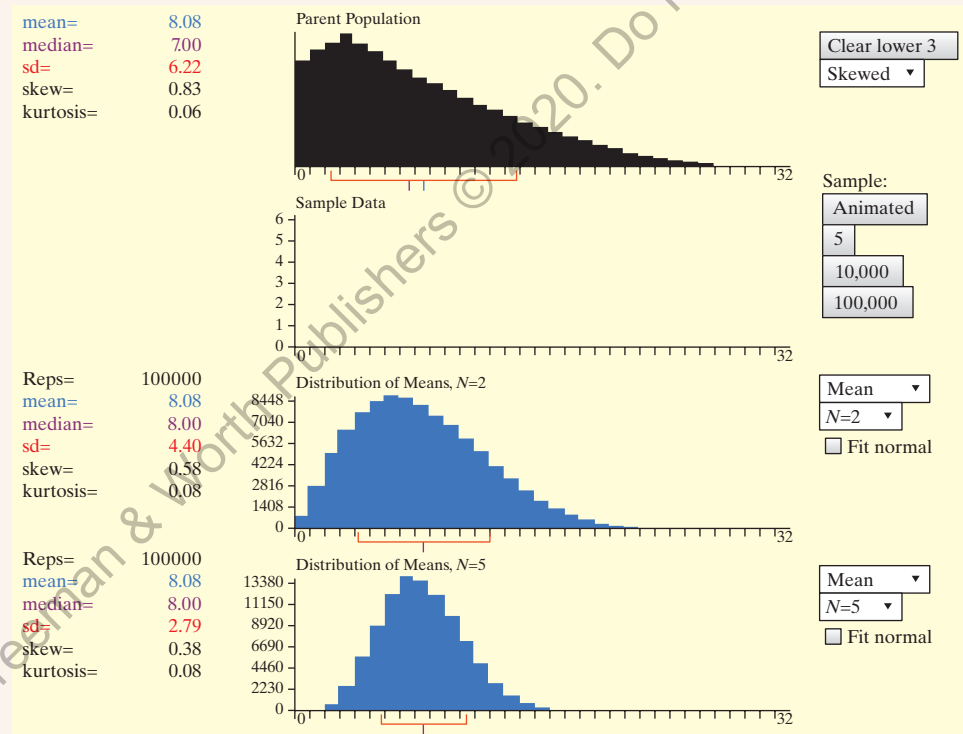 mean= 8.08
median= 7.00
sd= 6.22
skew= 0.83
kurtosis= 0.06
Parent Population
0 32
Clear lower 3
Skewed
Sample Data
6
5
4
3
2
1
0
0 32
Sample:
Animated
5
10,000
100,000
Reps= 100000
mean= 8.08
median= 8.00
sd= 4.40
skew= 0.58
kurtosis= 0.08
Distribution of Means, N=2
8448
7040
5632
4224
2816
1408
0
0 32
Mean
N=2
Fit normal
Reps= 100000
mean= 8.08
median= 8.00
sd= 2.79
skew= 0.38
kurtosis= 0.08
Distribution of Means, N=5
13380
11150
8920
6690
4460
2230
0
0 32
Mean
N=5
Fit normal
eeman & Worth Publishers © 2020. Do